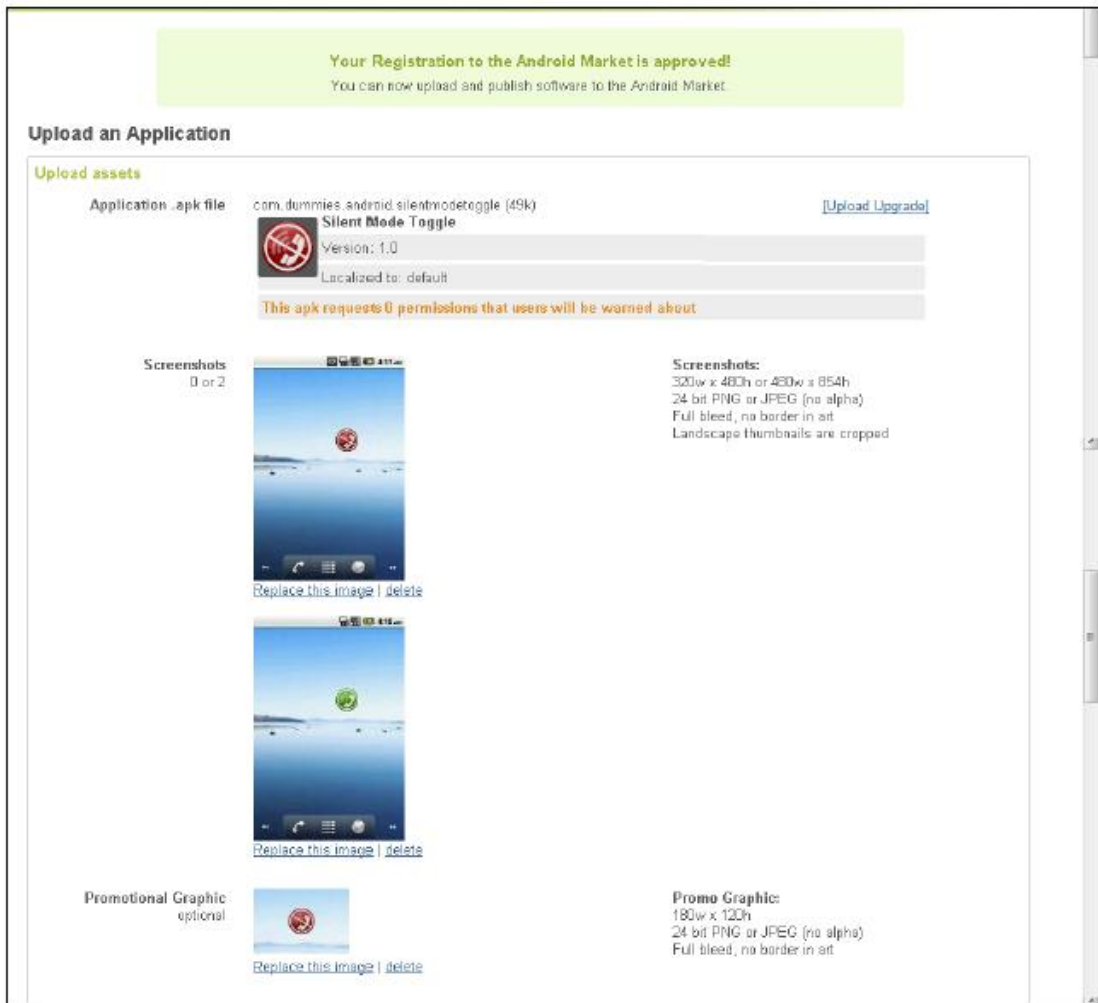 Your Registration to the Android Market is approved!
You can now upload and publish software to the Android Market.
Upload an Application
Upload assets
Application .apk file
com.dummies.android.silentmodetoggle (49k)
[Upload Upgrade]
Silent Mode Toggle
Version: 1.0
Localized to: default
This apk requests 0 permissions that users will be warned about
Screenshots
0 or 2
Screenshots:
320w x 480h or 480w x 854h
24 bit PNG or JPEG (no alpha)
Full bleed, no border in art
Landscape thumbnails are cropped
Replace this image | delete
Replace this image | delete
Promotional Graphic
optional
Promo Graphic:
180w x 120h
24 bit PNG or JPEG (no alpha)
Full bleed, no border in art
Replace this image | delete